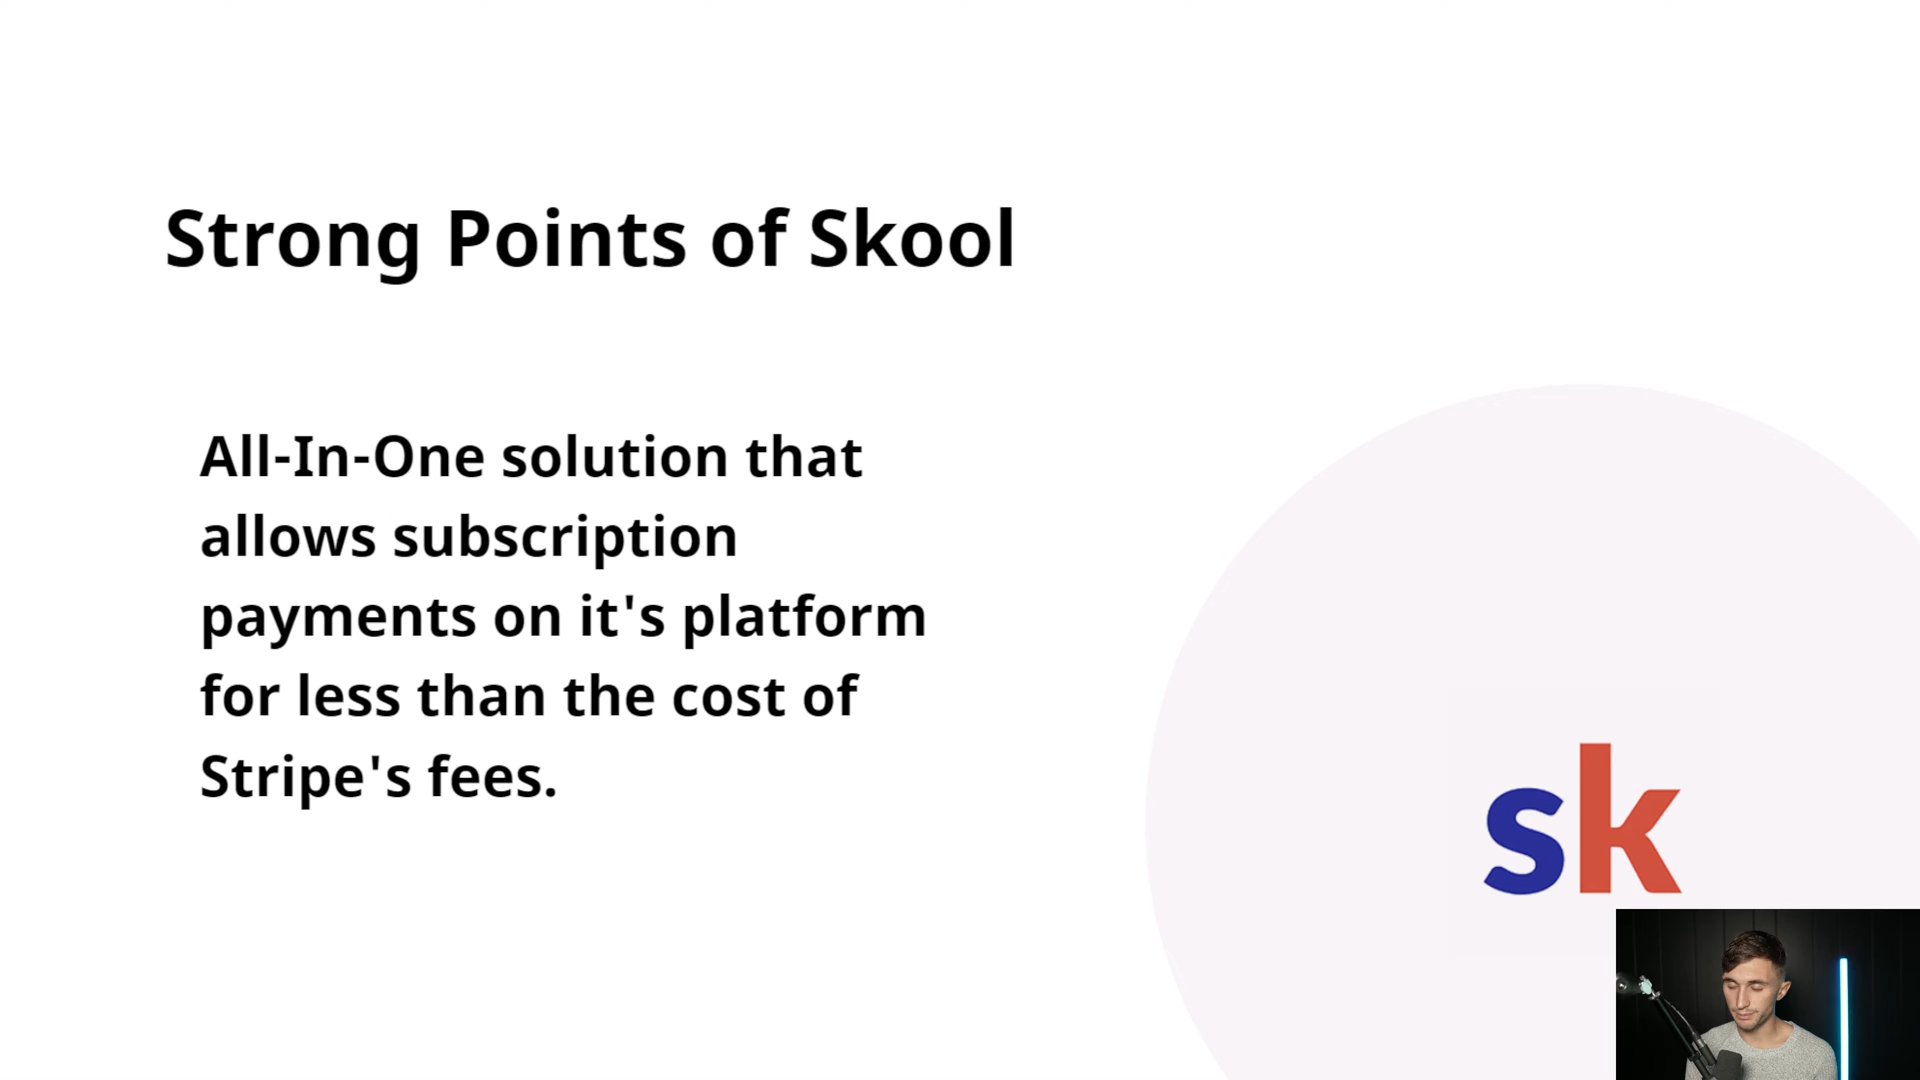 Strong Points of Skool
All-In-One solution that
allows subscription
payments on it's platform
for less than the cost of
Stripe's fees.
sk